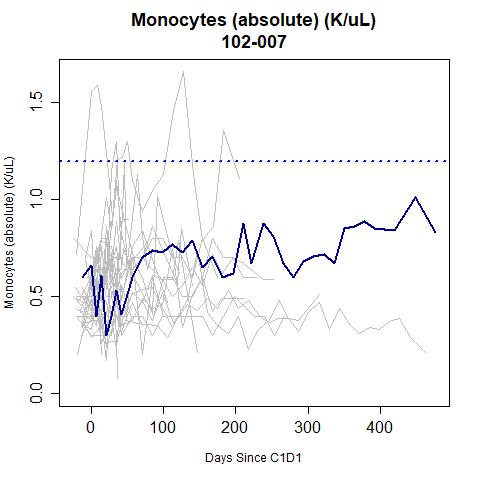 Monocytes (absolute) (K/uL)
102-007
Monocytes (absolute) (K/uL)
1.5
1.0
0.5
0.0
0 100 200 300 400
Days Since C1D1